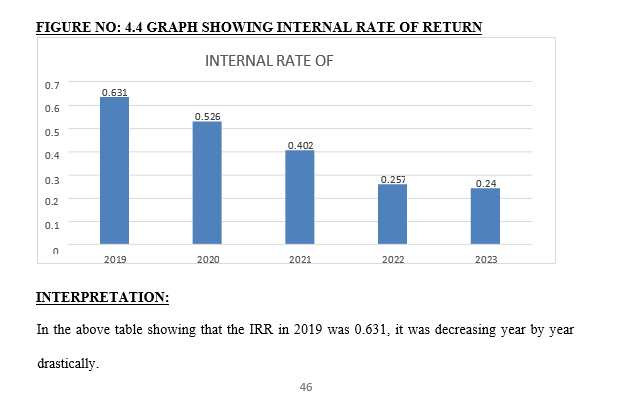 FIGURE NO: 4.4 GRAPH SHOWING INTERNAL RATE OF RETURN
INTERNAL RATE OF
0.7
0.631
0.6
0.526
0.5
0.402
0.4
0.3
0.257
0.24
0.2
0.1
0
2019 2020 2021 2022 2023
INTERPRETATION:
In the above table showing that the IRR in 2019 was 0.631, it was decreasing year by year
drastically.
46